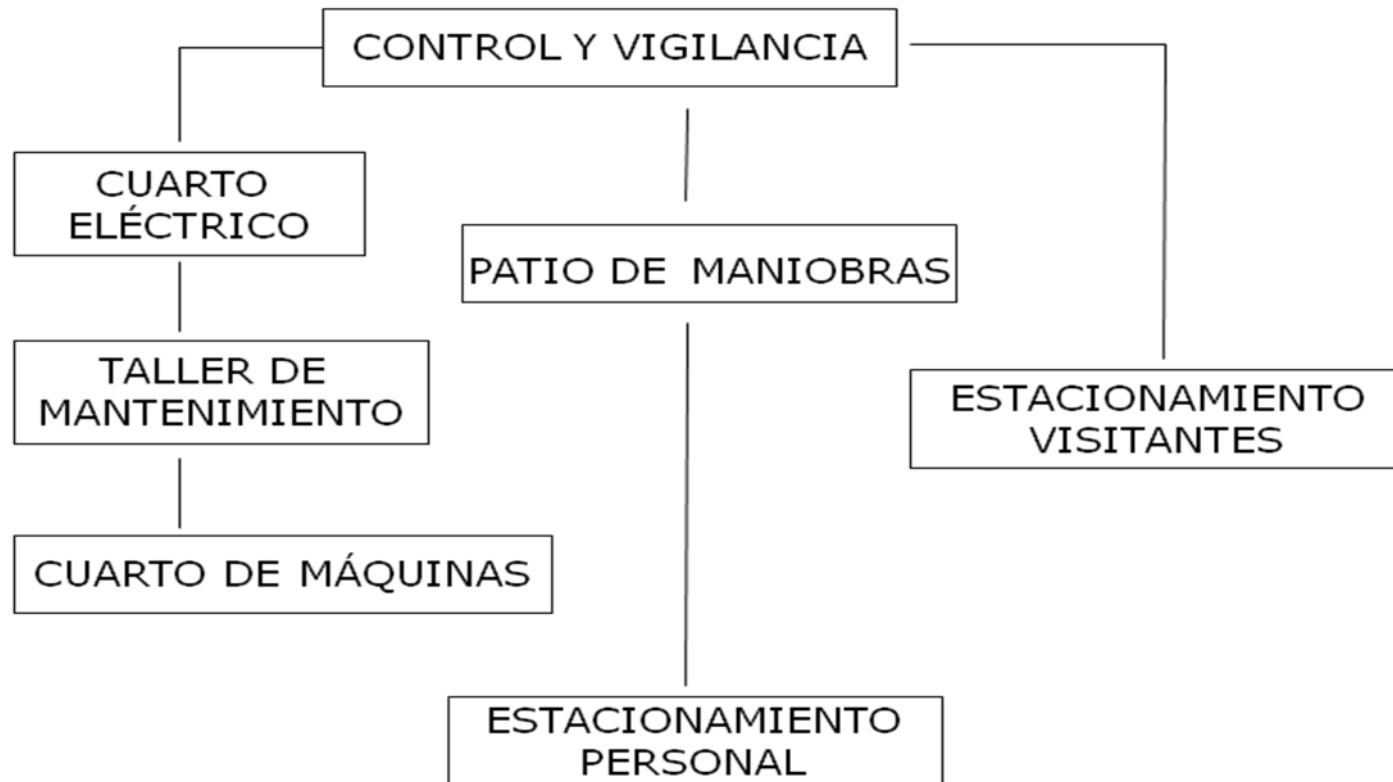 CONTROL Y VIGILANCIA
CUARTO
ELÉCTRICO
PATIO DE MANIOBRAS
TALLER DE
MANTENIMIENTO
ESTACIONAMIENTO
VISITANTES
CUARTO DE MÁQUINAS
ESTACIONAMIENTO
PERSONAL